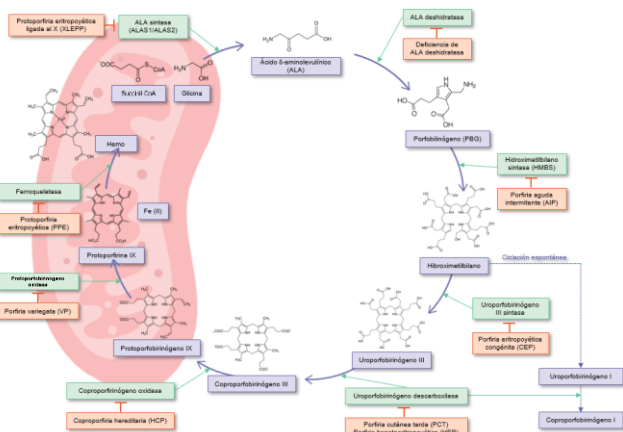 Protoporfiria eritropoyética
ligada al X (XLEPP)
ALA sintasa
(ALAS1/ALAS2)
Succinil CoA
Glicina
Ácido δ-aminolevulínico
(ALA)
ALA deshidratasa
Deficiencia de
ALA deshidratasa
Porfobilinógeno (PBG)
Hidroximetilbilano
sintasa (HMBS)
Porfiria aguda
intermitente (AIP)
Hibroximetilbilano
Ciclación espontánea
Uroporfobirinógeno
III sintasa
Porfiria eritropoyética
congénita (CEP)
Uroporfobirinógeno I
Coproporfobirinógeno I
Uroporfobirinógeno III
Uroporfobirinógeno descarboxilasa
Porfiria cutánea tarda (PCT)
Coproporfobirinógeno III
Coproporfirinógeno oxidasa
Coproporfiria hereditaria (HCP)
Protoporfobirinógeno IX
Protoporfobirinógeno
oxidasa
Porfiria variegata (VP)
Protoporfirina IX
Fe (II)
Ferroquelatasa
Protoporfiria
eritropoyética (PPE)
Hemo